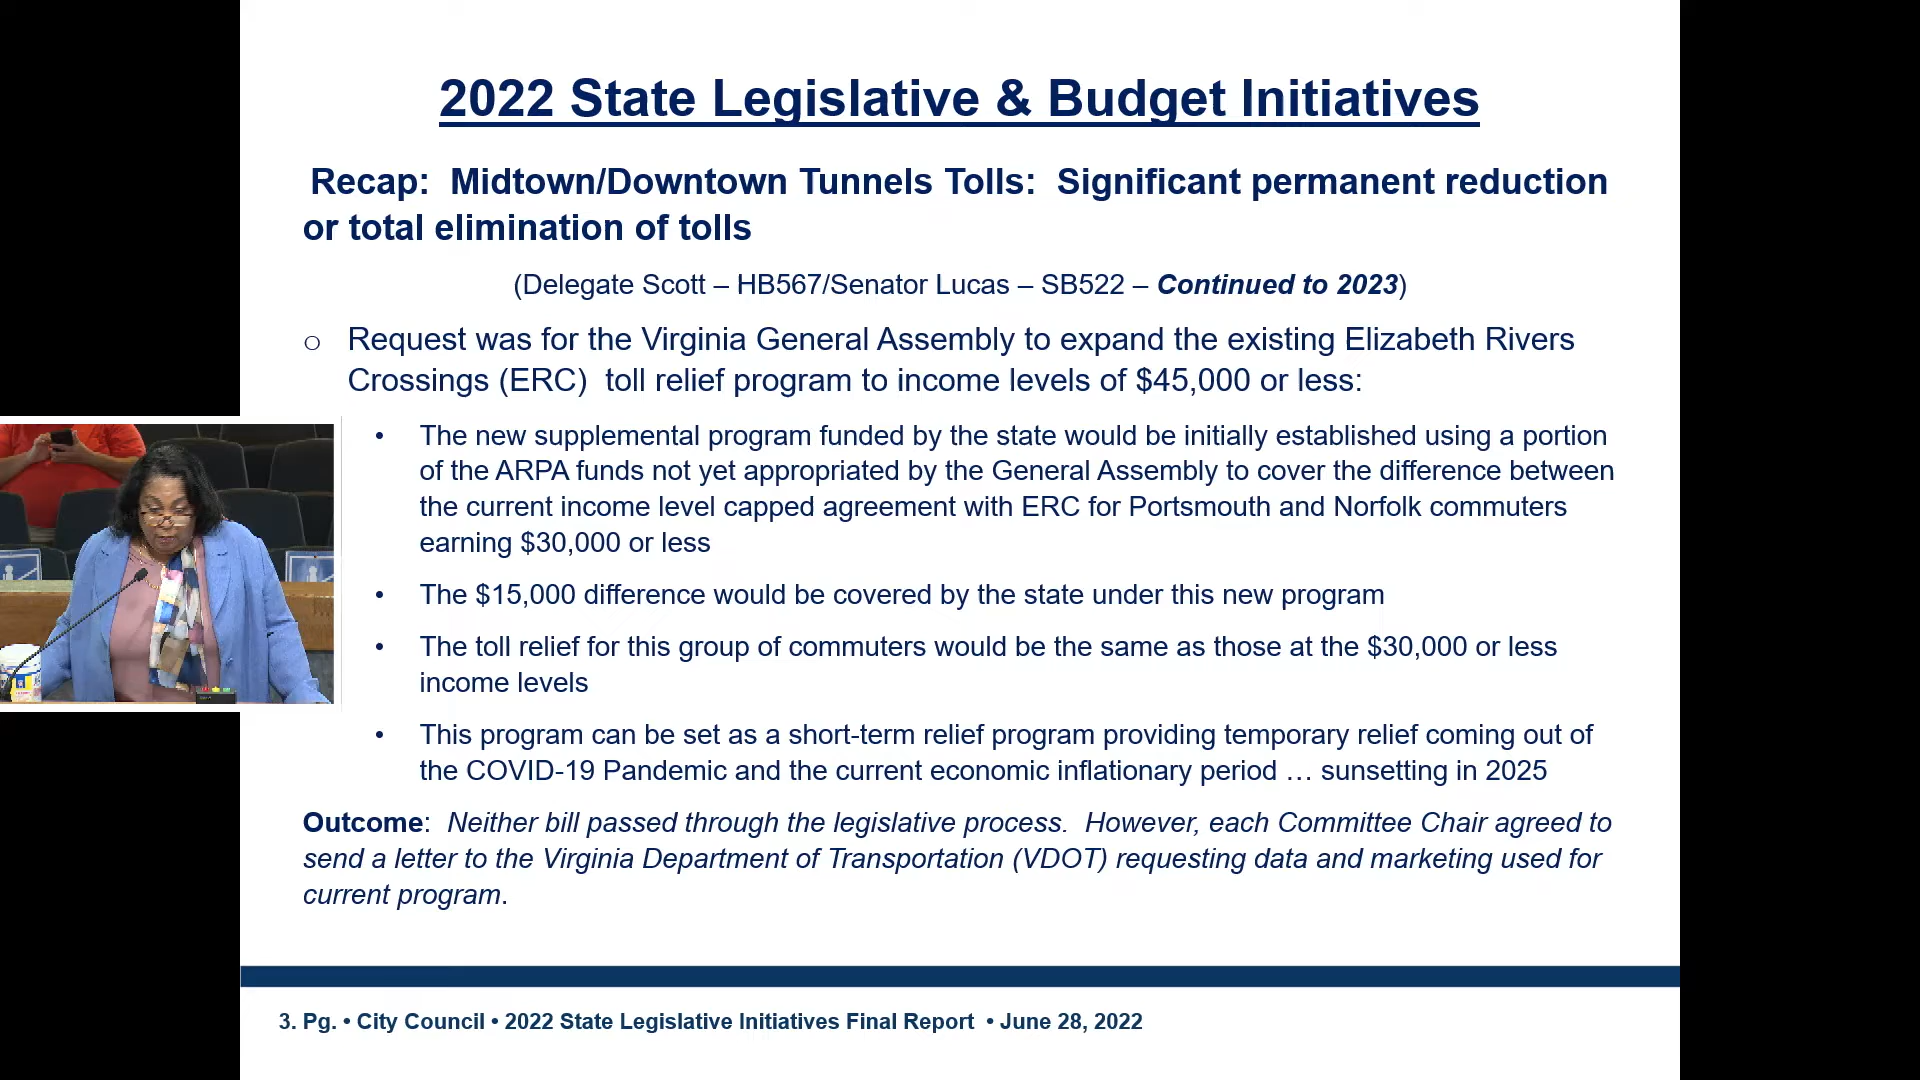 2022 State Legislative & Budget Initiatives
Recap: Midtown/Downtown Tunnels Tolls: Significant permanent reduction
or total elimination of tolls
(Delegate Scott – HB567/Senator Lucas – SB522 – Continued to 2023)
o Request was for the Virginia General Assembly to expand the existing Elizabeth Rivers
Crossings (ERC) toll relief program to income levels of $45,000 or less:
• The new supplemental program funded by the state would be initially established using a portion
of the ARPA funds not yet appropriated by the General Assembly to cover the difference between
the current income level capped agreement with ERC for Portsmouth and Norfolk commuters
earning $30,000 or less
• The $15,000 difference would be covered by the state under this new program
• The toll relief for this group of commuters would be the same as those at the $30,000 or less
income levels
• This program can be set as a short-term relief program providing temporary relief coming out of
the COVID-19 Pandemic and the current economic inflationary period … sunsetting in 2025
Outcome: Neither bill passed through the legislative process. However, each Committee Chair agreed to
send a letter to the Virginia Department of Transportation (VDOT) requesting data and marketing used for
current program.
3. Pg. • City Council • 2022 State Legislative Initiatives Final Report • June 28, 2022